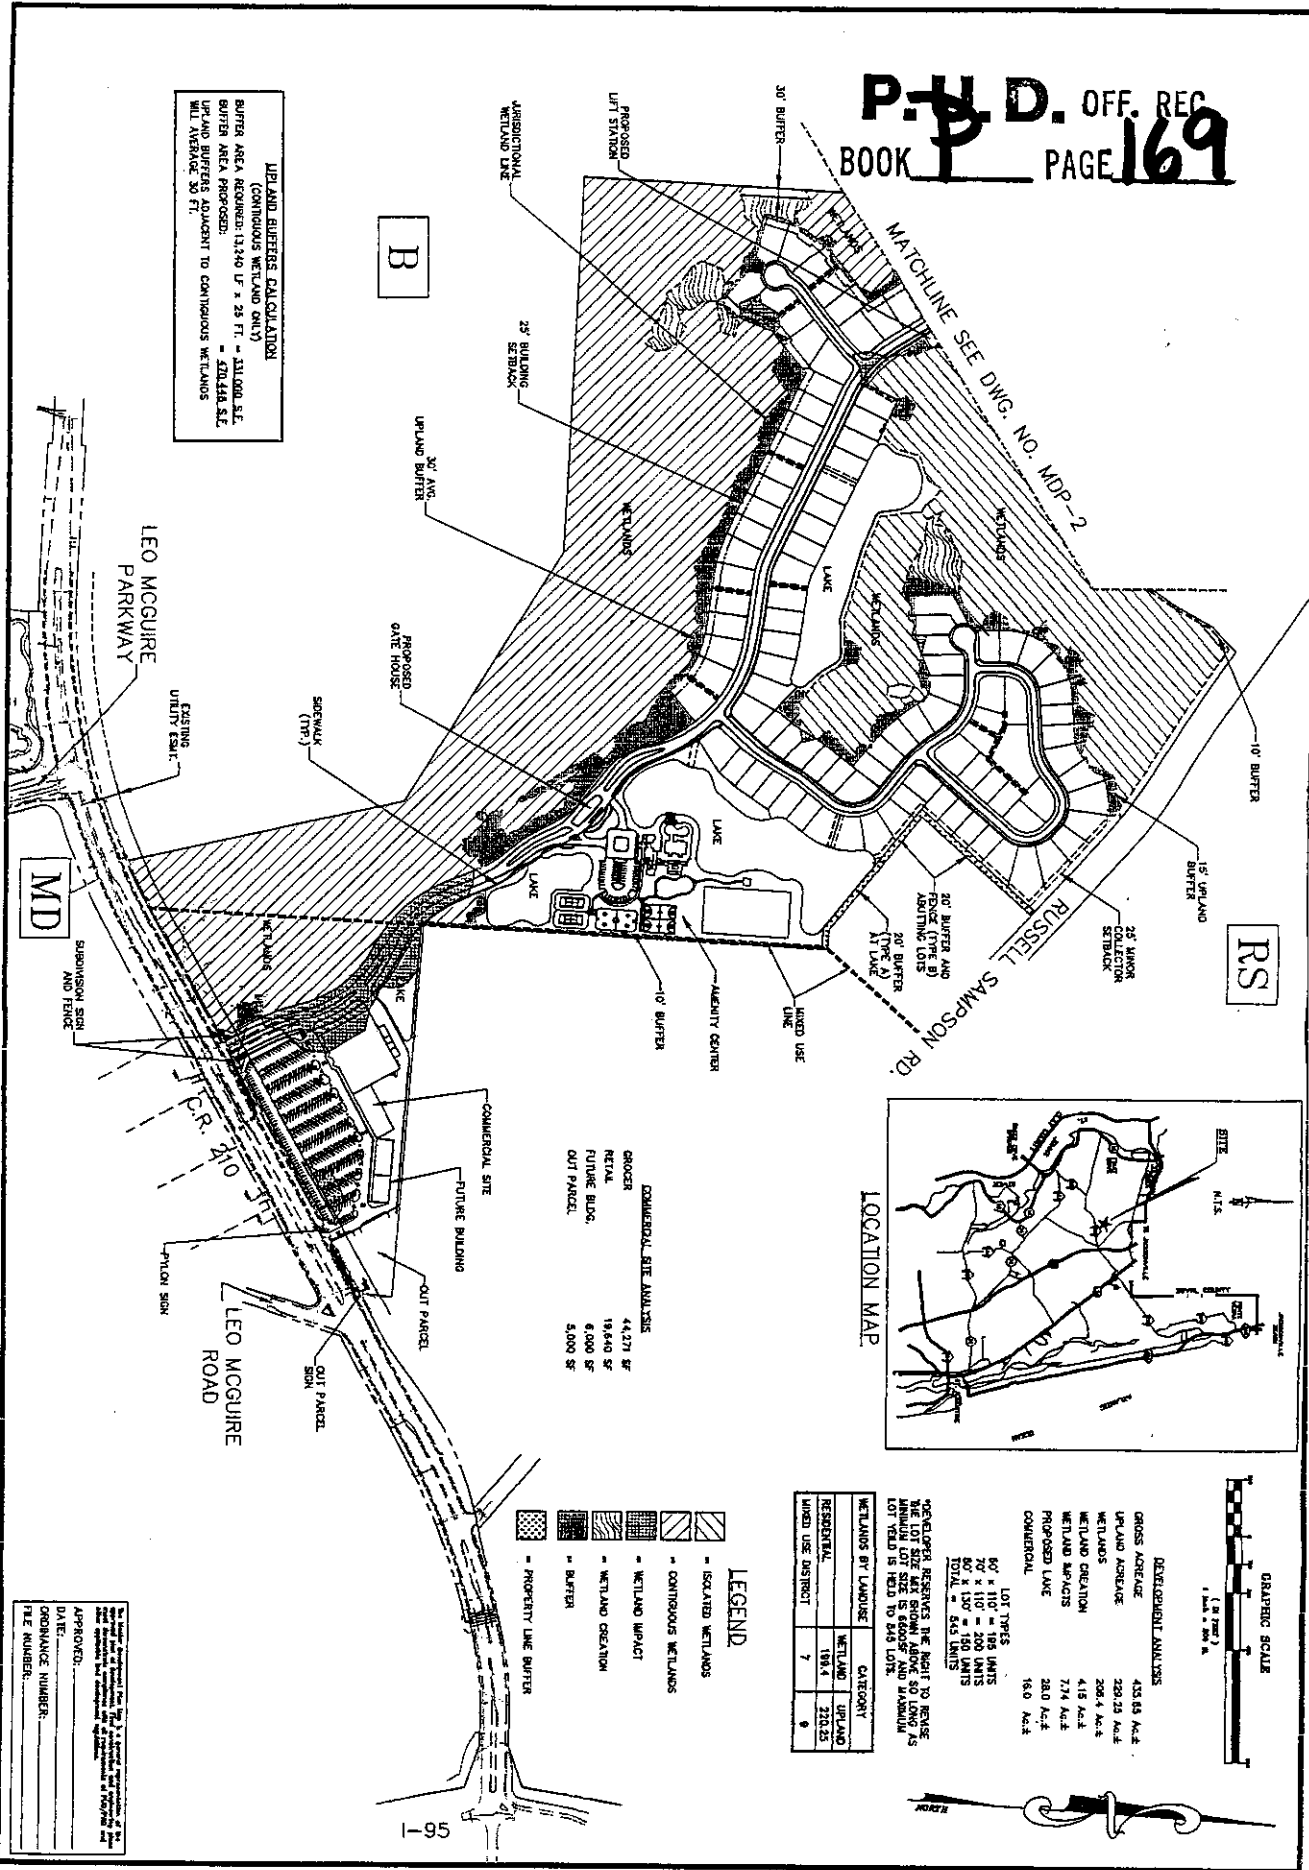 P.U.D. OFF. REC.
BOOK P PAGE 169
MATCHLINE SEE DWG. NO. MDP-2
30' BUFFER
PROPOSED
LIFT STATION
JURISDICTIONAL
WETLAND LINE
WETLANDS
WETLANDS
WETLANDS
WETLANDS
WETLANDS
LAKE
LAKE
LAKE
LAKE
B
25' BUILDING
SETBACK
30' AVG.
UPLAND BUFFER
UPLAND BUFFERS CALCULATION
(CONTIGUOUS WETLAND ONLY)
BUFFER AREA REQUIRED: 13,240 LF x 25 FT. = 331,000 S.F.
BUFFER AREA PROPOSED: = 470,448 S.F.
UPLAND BUFFERS ADJACENT TO CONTIGUOUS WETLANDS
WILL AVERAGE 30 FT.
10' BUFFER
15' UPLAND
BUFFER
25' MINOR
COLLECTOR
SETBACK
RS
RUSSELL SAMPSON RD.
20' BUFFER AND
FENCE (TYPE B)
ABUTTING LOTS
20' BUFFER
(TYPE A)
AT LAKE
MIXED USE
LINE
AMENITY CENTER
10' BUFFER
PROPOSED
GATE HOUSE
SIDEWALK
(TYP.)
LEO MCGUIRE
PARKWAY
EXISTING
UTILITY ESMT.
MD
SUBDIVISION SIGN
AND FENCE
C.R. 210
COMMERCIAL SITE
FUTURE BUILDING
OUT PARCEL
PYLON SIGN
OUT PARCEL
SIGN
LEO MCGUIRE
ROAD
I-95
COMMERCIAL SITE ANALYSIS
GROCER 44,271 SF
RETAIL 19,640 SF
FUTURE BLDG. 6,000 SF
OUT PARCEL 5,000 SF
SITE
N.T.S.
TO JACKSONVILLE
DUVAL COUNTY
ATLANTIC
OCEAN
LOCATION MAP
GRAPHIC SCALE
( IN FEET )
DEVELOPMENT ANALYSIS
GROSS ACREAGE 435.65 Ac.±
UPLAND ACREAGE 229.25 Ac.±
WETLANDS 206.4 Ac.±
WETLAND CREATION 4.15 Ac.±
WETLAND IMPACTS 7.74 Ac.±
PROPOSED LAKE 28.0 Ac.±
COMMERCIAL 16.0 Ac.±
LOT TYPES
60' x 110' = 195 UNITS
70' x 110' = 200 UNITS
80' x 130' = 150 UNITS
TOTAL = 545 UNITS
*DEVELOPER RESERVES THE RIGHT TO REVISE
THE LOT SIZE MIX SHOWN ABOVE SO LONG AS
MINIMUM LOT SIZE IS 6600SF AND MAXIMUM
LOT YIELD IS HELD TO 545 LOTS.
WETLANDS BY LANDUSE CATEGORY
WETLAND UPLAND
RESIDENTIAL 199.4 220.25
MIXED USE DISTRICT 7 9
NORTH
LEGEND
= ISOLATED WETLANDS
= CONTIGUOUS WETLANDS
= WETLAND IMPACT
= WETLAND CREATION
= BUFFER
= PROPERTY LINE BUFFER
APPROVED:
DATE:
ORDINANCE NUMBER:
FILE NUMBER: